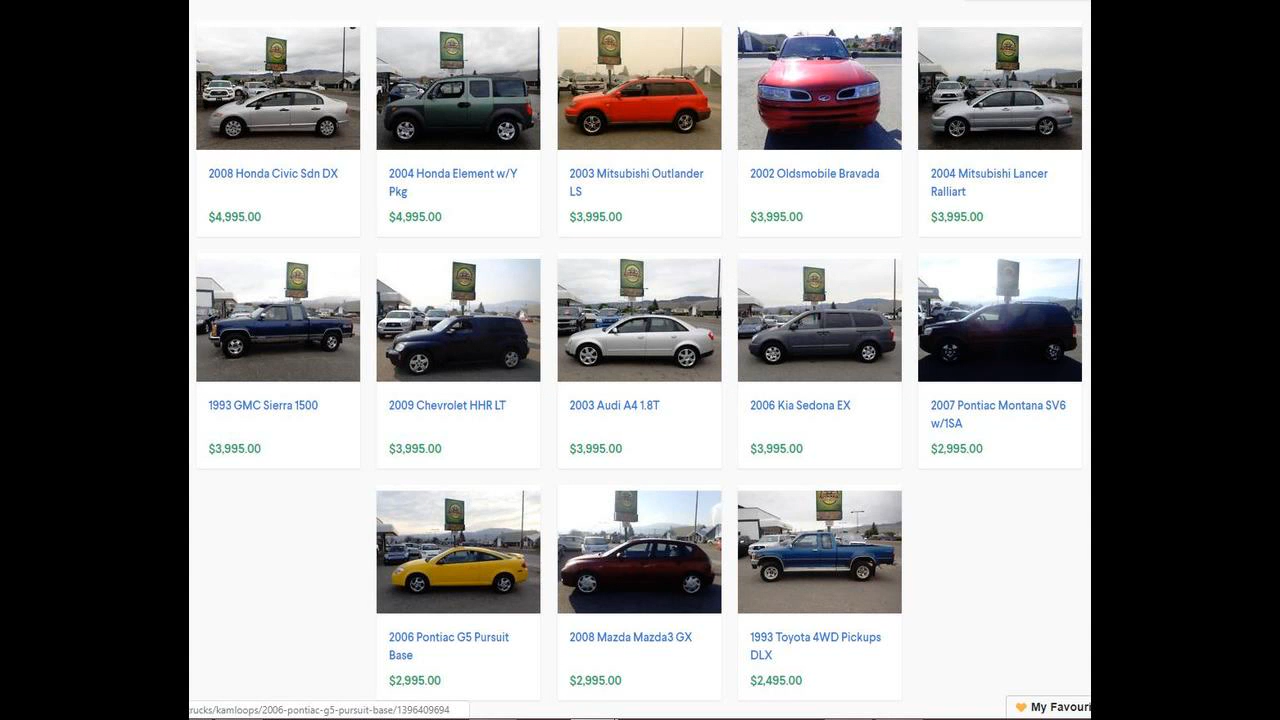 2008 Honda Civic Sdn DX
$4,995.00
2004 Honda Element w/Y
Pkg
$4,995.00
2003 Mitsubishi Outlander
LS
$3,995.00
2002 Oldsmobile Bravada
$3,995.00
2004 Mitsubishi Lancer
Ralliart
$3,995.00
1993 GMC Sierra 1500
$3,995.00
2009 Chevrolet HHR LT
$3,995.00
2003 Audi A4 1.8T
$3,995.00
2006 Kia Sedona EX
$3,995.00
2007 Pontiac Montana SV6
w/1SA
$2,995.00
2006 Pontiac G5 Pursuit
Base
$2,995.00
2008 Mazda Mazda3 GX
$2,995.00
1993 Toyota 4WD Pickups
DLX
$2,495.00
rucks/kamloops/2006-pontiac-g5-pursuit-base/1396409694
My Favouri